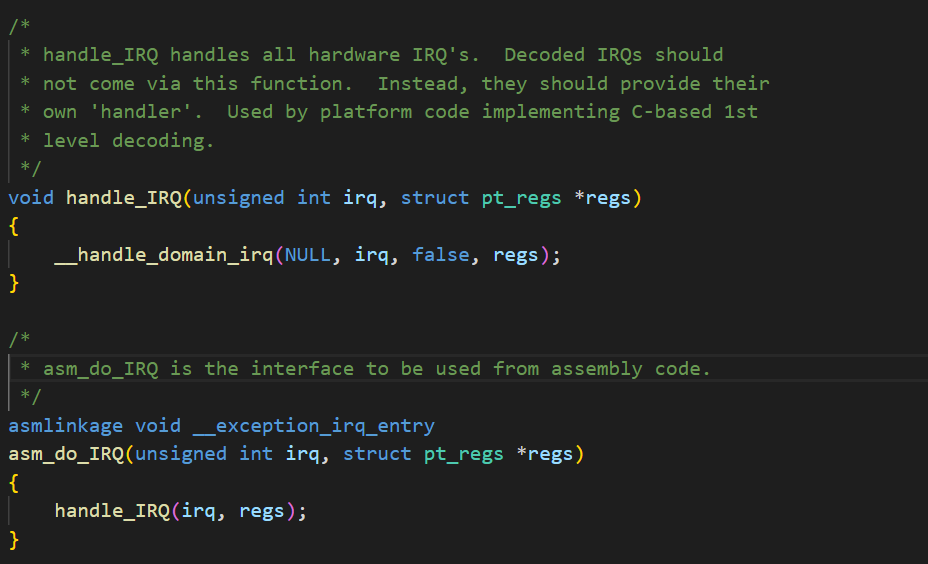 /*
 * handle_IRQ handles all hardware IRQ's.  Decoded IRQs should
 * not come via this function.  Instead, they should provide their
 * own 'handler'.  Used by platform code implementing C-based 1st
 * level decoding.
 */
void handle_IRQ(unsigned int irq, struct pt_regs *regs)
{
    __handle_domain_irq(NULL, irq, false, regs);
}

/*
 * asm_do_IRQ is the interface to be used from assembly code.
 */
asmlinkage void __exception_irq_entry
asm_do_IRQ(unsigned int irq, struct pt_regs *regs)
{
    handle_IRQ(irq, regs);
}